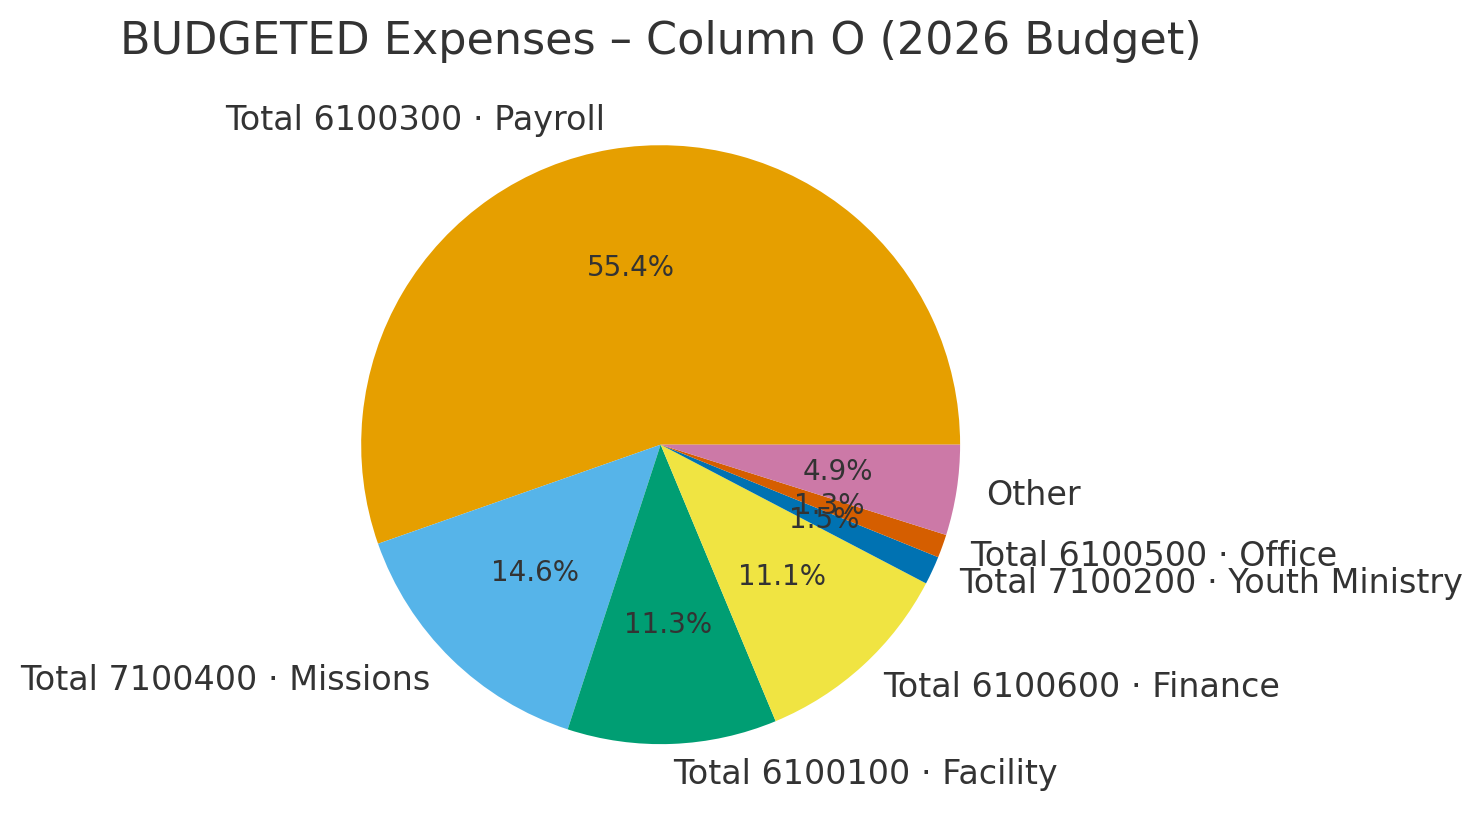 BUDGETED Expenses – Column O (2026 Budget)
Total 6100300 · Payroll
55.4%
4.9%
Other
1.3%
1.5%
Total 6100500 · Office
Total 7100200 · Youth Ministry
14.6%
11.1%
11.3%
Total 7100400 · Missions
Total 6100600 · Finance
Total 6100100 · Facility